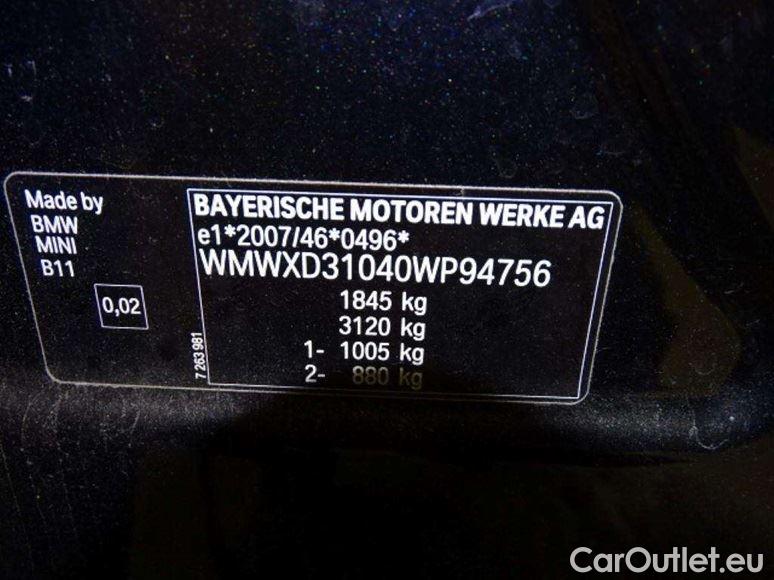 Made by
BMW
MINI
B11
0,02
7 263 981
BAYERISCHE MOTOREN WERKE AG
e1*2007/46*0496*
WMWXD31040WP94756
1845 kg
3120 kg
1- 1005 kg
2- 880 kg
CarOutlet.eu